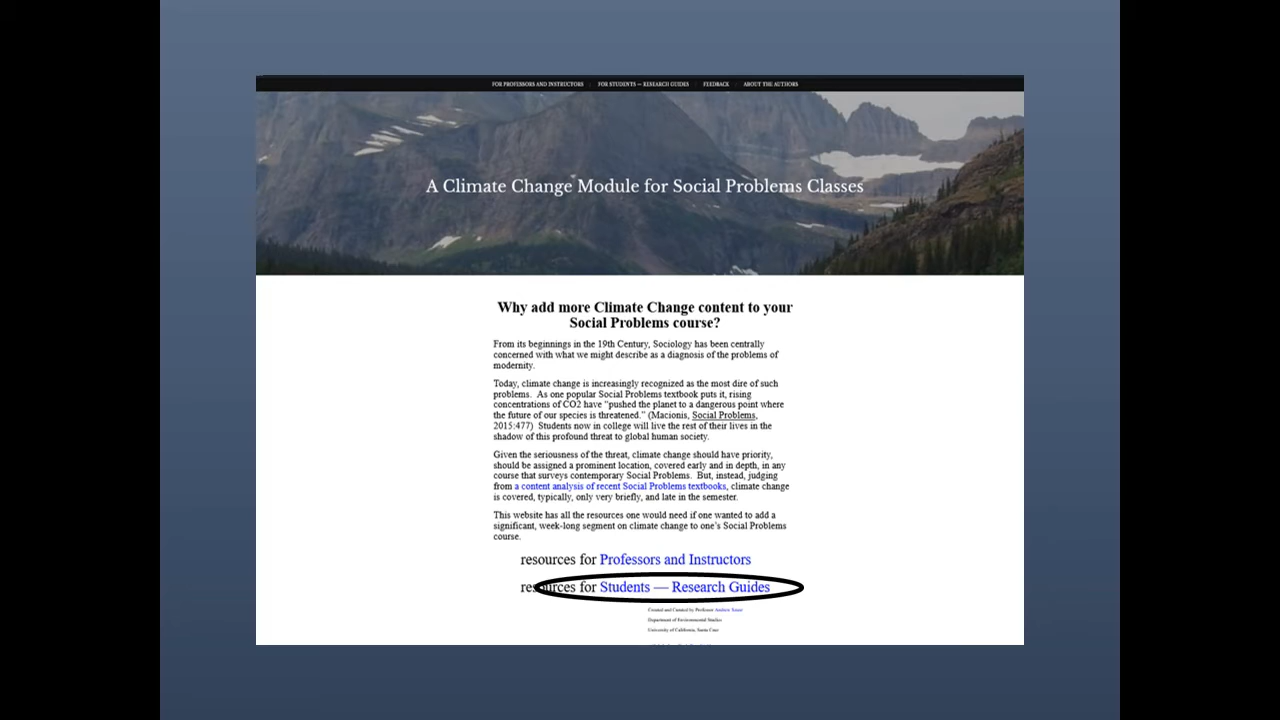 FOR PROFESSORS AND INSTRUCTORS FOR STUDENTS — RESEARCH GUIDES FEEDBACK ABOUT THE AUTHORS
A Climate Change Module for Social Problems Classes
Why add more Climate Change content to your
Social Problems course?
From its beginnings in the 19th Century, Sociology has been centrally
concerned with what we might describe as a diagnosis of the problems of
modernity.
Today, climate change is increasingly recognized as the most dire of such
problems. As one popular Social Problems textbook puts it, rising
concentrations of CO2 have “pushed the planet to a dangerous point where
the future of our species is threatened.” (Macionis, Social Problems,
2015:477) Students now in college will live the rest of their lives in the
shadow of this profound threat to global human society.
Given the seriousness of the threat, climate change should have priority,
should be assigned a prominent location, covered early and in depth, in any
course that surveys contemporary Social Problems. But, instead, judging
from a content analysis of recent Social Problems textbooks, climate change
is covered, typically, only very briefly, and late in the semester.
This website has all the resources one would need if one wanted to add a
significant, week-long segment on climate change to one’s Social Problems
course.
resources for Professors and Instructors
resources for Students — Research Guides
Created and Curated by Professor Andrew Szasz
Department of Environmental Studies
University of California, Santa Cruz